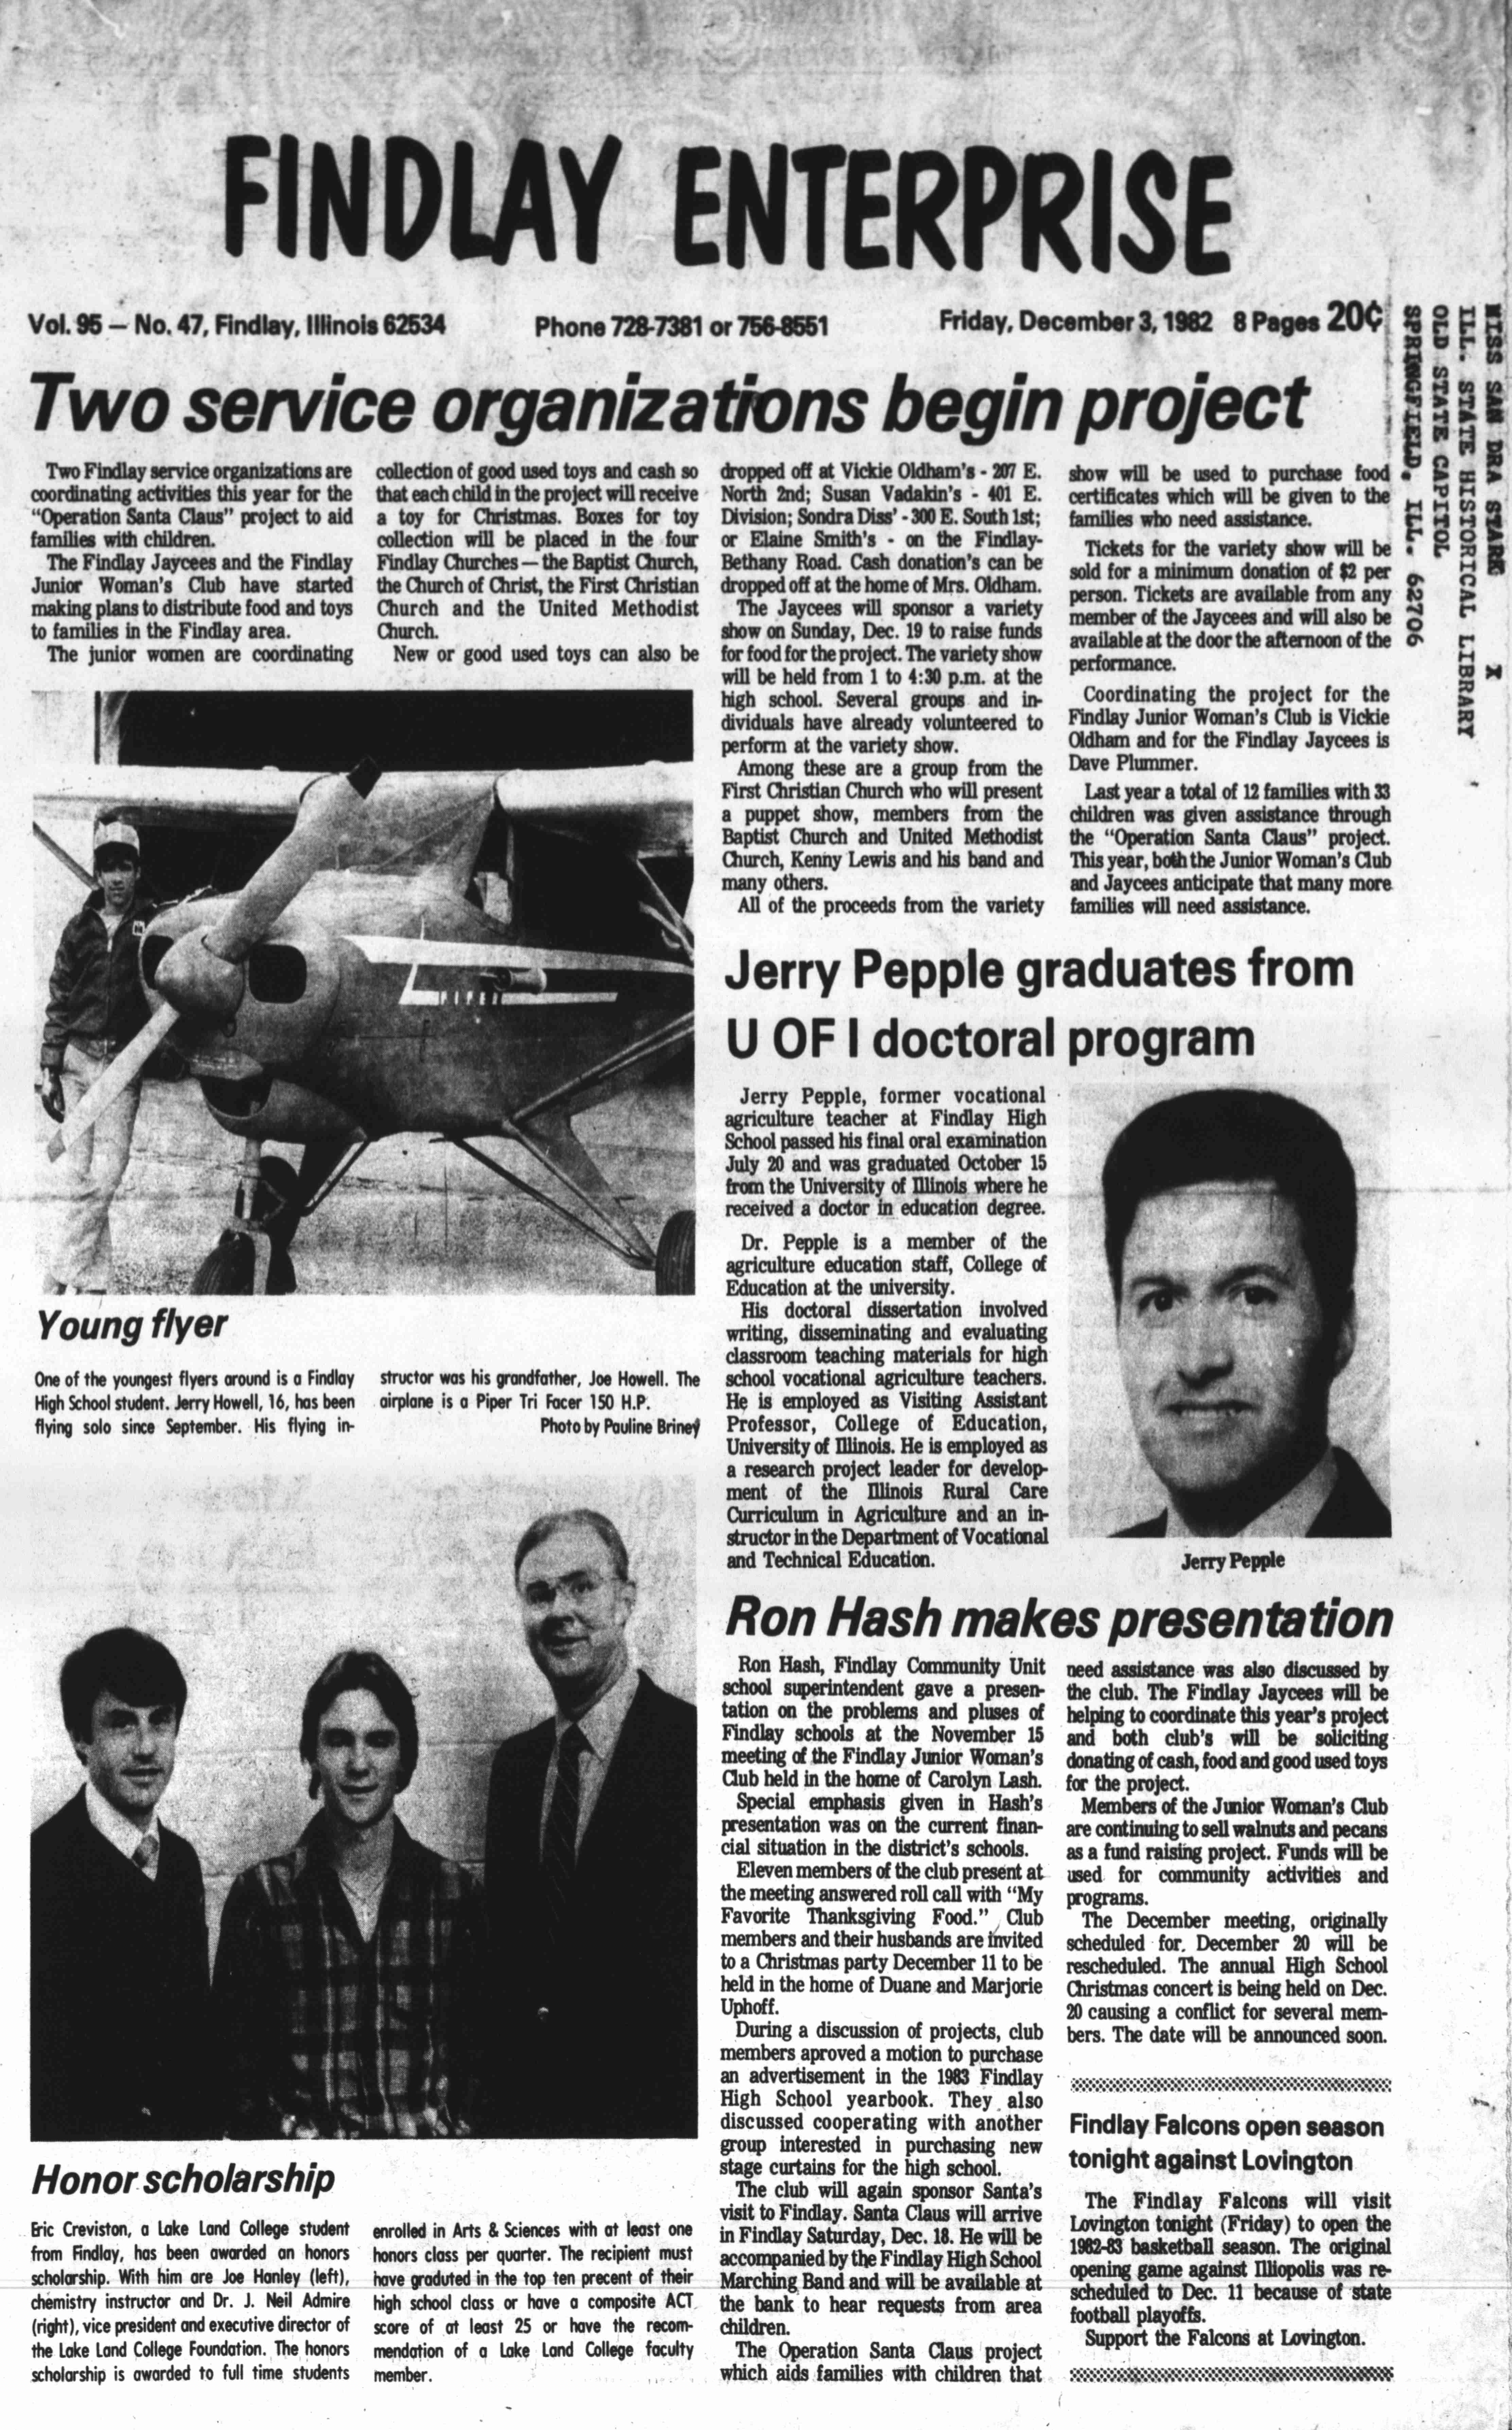 FINDLAY ENTERPRISE
Vol. 95 — No. 47, Findlay, Illinois 62534
Phone 728-7381 or 756-8551
Friday, December 3, 1982 8 Pages 20¢
MISS SAN DRA STARK X
ILL. STATE HISTORICAL LIBRARY
OLD STATE CAPITOL
SPRINGFIELD, ILL. 62706
Two service organizations begin project
Two Findlay service organizations are
coordinating activities this year for the
"Operation Santa Claus" project to aid
families with children.
The Findlay Jaycees and the Findlay
Junior Woman's Club have started
making plans to distribute food and toys
to families in the Findlay area.
The junior women are coordinating
collection of good used toys and cash so
that each child in the project will receive
a toy for Christmas. Boxes for toy
collection will be placed in the four
Findlay Churches — the Baptist Church,
the Church of Christ, the First Christian
Church and the United Methodist
Church.
New or good used toys can also be
dropped off at Vickie Oldham's - 207 E.
North 2nd; Susan Vadakin's - 401 E.
Division; Sondra Diss' - 300 E. South 1st;
or Elaine Smith's - on the Findlay-
Bethany Road. Cash donation's can be
dropped off at the home of Mrs. Oldham.
The Jaycees will sponsor a variety
show on Sunday, Dec. 19 to raise funds
for food for the project. The variety show
will be held from 1 to 4:30 p.m. at the
high school. Several groups and in-
dividuals have already volunteered to
perform at the variety show.
Among these are a group from the
First Christian Church who will present
a puppet show, members from the
Baptist Church and United Methodist
Church, Kenny Lewis and his band and
many others.
All of the proceeds from the variety
show will be used to purchase food
certificates which will be given to the
families who need assistance.
Tickets for the variety show will be
sold for a minimum donation of $2 per
person. Tickets are available from any
member of the Jaycees and will also be
available at the door the afternoon of the
performance.
Coordinating the project for the
Findlay Junior Woman's Club is Vickie
Oldham and for the Findlay Jaycees is
Dave Plummer.
Last year a total of 12 families with 33
children was given assistance through
the "Operation Santa Claus" project.
This year, both the Junior Woman's Club
and Jaycees anticipate that many more
families will need assistance.
PIPER
Young flyer
One of the youngest flyers around is a Findlay
High School student. Jerry Howell, 16, has been
flying solo since September. His flying in-
structor was his grandfather, Joe Howell. The
airplane is a Piper Tri Facer 150 H.P.
Photo by Pauline Briney
Jerry Pepple graduates from
U OF I doctoral program
Jerry Pepple, former vocational
agriculture teacher at Findlay High
School passed his final oral examination
July 20 and was graduated October 15
from the University of Illinois where he
received a doctor in education degree.
Dr. Pepple is a member of the
agriculture education staff, College of
Education at the university.
His doctoral dissertation involved
writing, disseminating and evaluating
classroom teaching materials for high
school vocational agriculture teachers.
He is employed as Visiting Assistant
Professor, College of Education,
University of Illinois. He is employed as
a research project leader for develop-
ment of the Illinois Rural Care
Curriculum in Agriculture and an in-
structor in the Department of Vocational
and Technical Education.
Jerry Pepple
Honor scholarship
Eric Creviston, a Lake Land College student
from Findlay, has been awarded an honors
scholarship. With him are Joe Hanley (left),
chemistry instructor and Dr. J. Neil Admire
(right), vice president and executive director of
the Lake Land College Foundation. The honors
scholarship is awarded to full time students
enrolled in Arts & Sciences with at least one
honors class per quarter. The recipient must
have graduted in the top ten precent of their
high school class or have a composite ACT
score of at least 25 or have the recom-
mendation of a Lake Land College faculty
member.
Ron Hash makes presentation
Ron Hash, Findlay Community Unit
school superintendent gave a presen-
tation on the problems and pluses of
Findlay schools at the November 15
meeting of the Findlay Junior Woman's
Club held in the home of Carolyn Lash.
Special emphasis given in Hash's
presentation was on the current finan-
cial situation in the district's schools.
Eleven members of the club present at
the meeting answered roll call with "My
Favorite Thanksgiving Food." Club
members and their husbands are invited
to a Christmas party December 11 to be
held in the home of Duane and Marjorie
Uphoff.
During a discussion of projects, club
members aproved a motion to purchase
an advertisement in the 1983 Findlay
High School yearbook. They also
discussed cooperating with another
group interested in purchasing new
stage curtains for the high school.
The club will again sponsor Santa's
visit to Findlay. Santa Claus will arrive
in Findlay Saturday, Dec. 18. He will be
accompanied by the Findlay High School
Marching Band and will be available at
the bank to hear requests from area
children.
The Operation Santa Claus project
which aids families with children that
need assistance was also discussed by
the club. The Findlay Jaycees will be
helping to coordinate this year's project
and both club's will be soliciting
donating of cash, food and good used toys
for the project.
Members of the Junior Woman's Club
are continuing to sell walnuts and pecans
as a fund raising project. Funds will be
used for community activities and
programs.
The December meeting, originally
scheduled for December 20 will be
rescheduled. The annual High School
Christmas concert is being held on Dec.
20 causing a conflict for several mem-
bers. The date will be announced soon.
Findlay Falcons open season
tonight against Lovington
The Findlay Falcons will visit
Lovington tonight (Friday) to open the
1982-83 basketball season. The original
opening game against Illiopolis was re-
scheduled to Dec. 11 because of state
football playoffs.
Support the Falcons at Lovington.